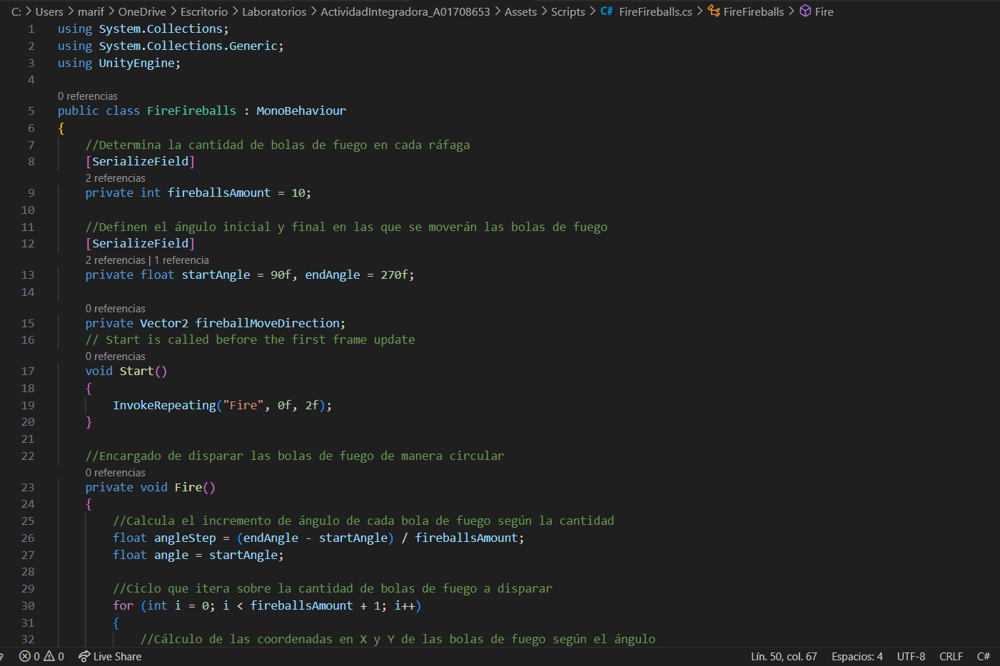 C: > Users > marif > OneDrive > Escritorio > Laboratorios > ActividadIntegradora_A01708653 > Assets > Scripts > C# FireFireballs.cs > FireFireballs > Fire
1 using System.Collections;
2 using System.Collections.Generic;
3 using UnityEngine;
4
0 referencias
5 public class FireFireballs : MonoBehaviour
6 {
7 //Determina la cantidad de bolas de fuego en cada ráfaga
8 [SerializeField]
2 referencias
9 private int fireballsAmount = 10;
10
11 //Definen el ángulo inicial y final en las que se moverán las bolas de fuego
12 [SerializeField]
2 referencias | 1 referencia
13 private float startAngle = 90f, endAngle = 270f;
14
0 referencias
15 private Vector2 fireballMoveDirection;
16 // Start is called before the first frame update
0 referencias
17 void Start()
18 {
19 InvokeRepeating("Fire", 0f, 2f);
20 }
21
22 //Encargado de disparar las bolas de fuego de manera circular
0 referencias
23 private void Fire()
24 {
25 //Calcula el incremento de ángulo de cada bola de fuego según la cantidad
26 float angleStep = (endAngle - startAngle) / fireballsAmount;
27 float angle = startAngle;
28
29 //Ciclo que itera sobre la cantidad de bolas de fuego a disparar
30 for (int i = 0; i < fireballsAmount + 1; i++)
31 {
32 //Cálculo de las coordenadas en X y Y de las bolas de fuego según el ángulo
0 0 Live Share Lín. 50, col. 67 Espacios: 4 UTF-8 CRLF C#